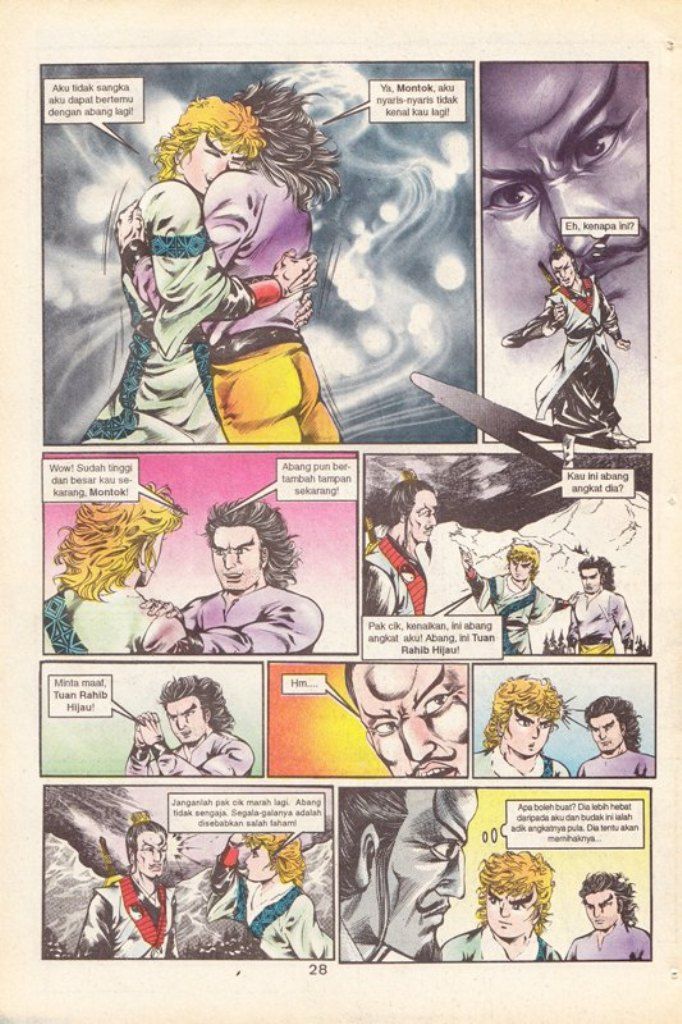 Aku tidak sangka
aku dapat bertemu
dengan abang lagi!
Ya, Montok, aku
nyaris-nyaris tidak
kenal kau lagi!
Eh, kenapa ini?
Wow! Sudah tinggi
dan besar kau se-
karang, Montok!
Abang pun ber-
tambah tampan
sekarang!
Kau ini abang
angkat dia?
Pak cik, kenalkan, ini abang
angkat aku! Abang, ini Tuan
Rahib Hijau!
Minta maaf,
Tuan Rahib
Hijau!
Hm....
Janganlah pak cik marah lagi. Abang
tidak sengaja. Segala-galanya adalah
disebabkan salah faham!
Apa boleh buat? Dia lebih hebat
daripada aku dan budak ini ialah
adik angkatnya pula. Dia tentu akan
memihaknya...
28